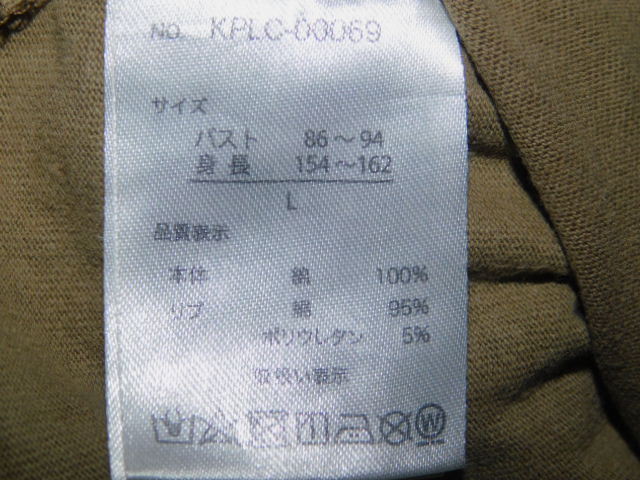 NO. KPLC-00069
サイズ
バスト 86～94
身長 154～162
L
品質表示
本体 綿 100%
リブ 綿 95%
ポリウレタン 5%
取扱い表示